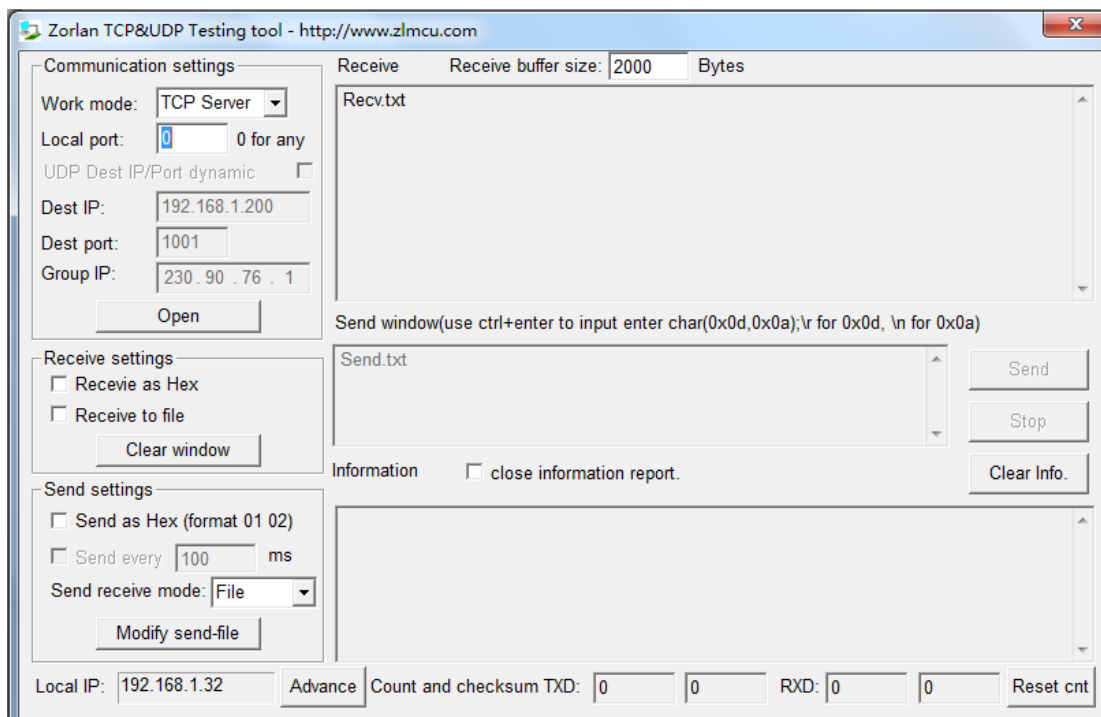 Zorlan TCP&UDP Testing tool - http://www.zlmcu.com
Communication settings
Work mode: TCP Server
Local port: 0 0 for any
UDP Dest IP/Port dynamic
Dest IP: 192.168.1.200
Dest port: 1001
Group IP: 230 . 90 . 76 . 1
Open
Receive settings
Recevie as Hex
Receive to file
Clear window
Send settings
Send as Hex (format 01 02)
Send every 100 ms
Send receive mode: File
Modify send-file
Receive Receive buffer size: 2000 Bytes
Recv.txt
Send window(use ctrl+enter to input enter char(0x0d,0x0a);\r for 0x0d, \n for 0x0a)
Send.txt
Send
Stop
Information close information report.
Clear Info.
Local IP: 192.168.1.32 Advance Count and checksum TXD: 0 0 RXD: 0 0 Reset cnt